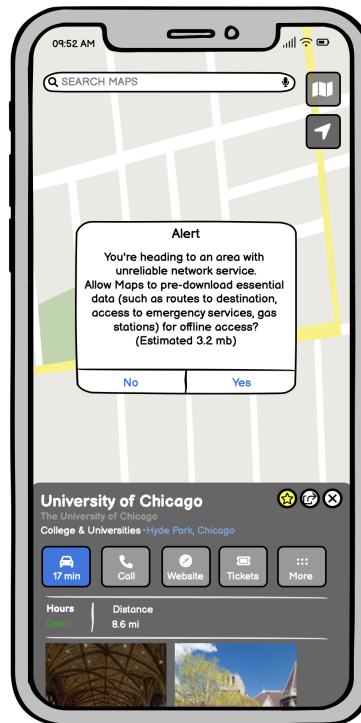 09:52 AM
SEARCH MAPS
Alert
You're heading to an area with
unreliable network service.
Allow Maps to pre-download essential
data (such as routes to destination,
access to emergency services, gas
stations) for offline access?
(Estimated 3.2 mb)
No Yes
University of Chicago
The University of Chicago
College & Universities · Hyde Park, Chicago
17 min Call Website Tickets More
Hours Distance
Open 8.6 mi